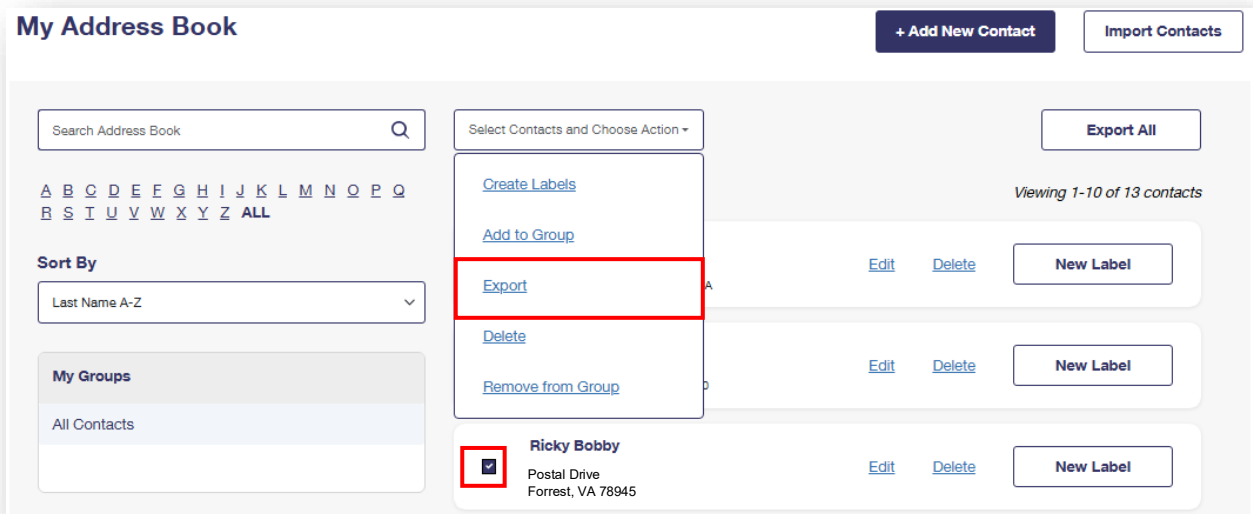 My Address Book
+ Add New Contact
Import Contacts
Search Address Book
Select Contacts and Choose Action
Export All
A B C D E F G H I J K L M N O P Q
R S T U V W X Y Z ALL
Viewing 1-10 of 13 contacts
Sort By
Last Name A-Z
My Groups
All Contacts
Create Labels
Add to Group
Export
Delete
Remove from Group
A
Edit
Delete
New Label
Edit
Delete
New Label
Ricky Bobby
Postal Drive
Forrest, VA 78945
Edit
Delete
New Label